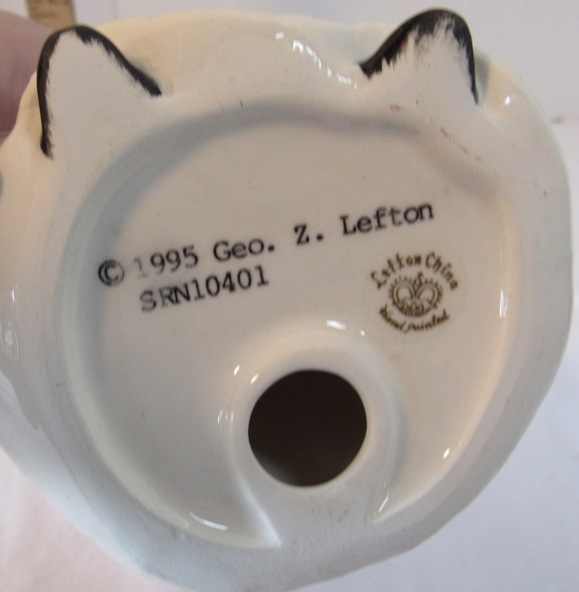 © 1995 Geo. Z. Lefton
SRN10401
Lefton China
Hand painted